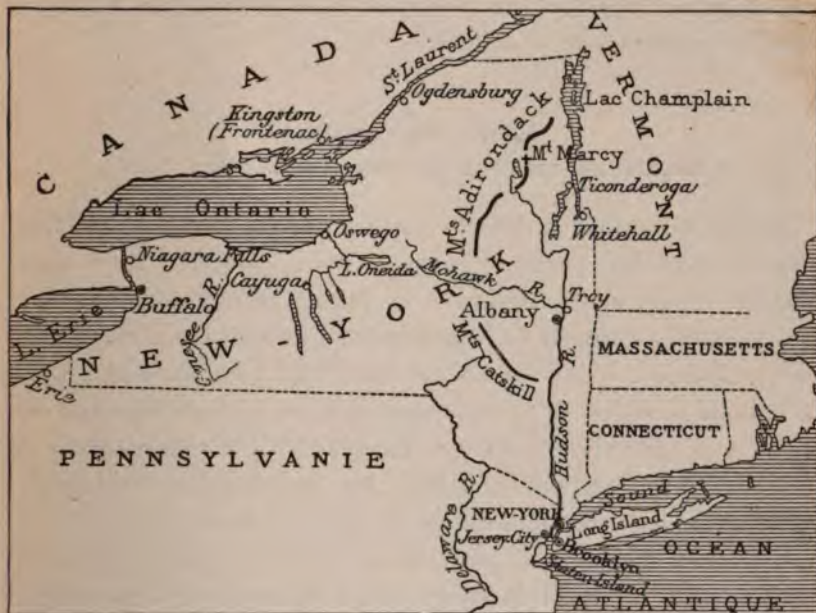 CANADA
VERMONT
St Laurent
Ogdensburg
Kingston
(Frontenac)
Lac Champlain
Mts Adirondack
Mt Marcy
Ticonderoga
Whitehall
Lac Ontario
Oswego
Niagara Falls
Cayuga
L. Oneida
Mohawk R.
Troy
Buffalo
Albany
L. Erie
Erie
Genesee R.
NEW-YORK
Mts Catskill
MASSACHUSETTS
CONNECTICUT
Hudson R.
PENNSYLVANIE
Delaware R.
Sound
NEW-YORK
Long Island
Jersey-City
Brooklyn
Staten Island
OCÉAN
ATLANTIQUE